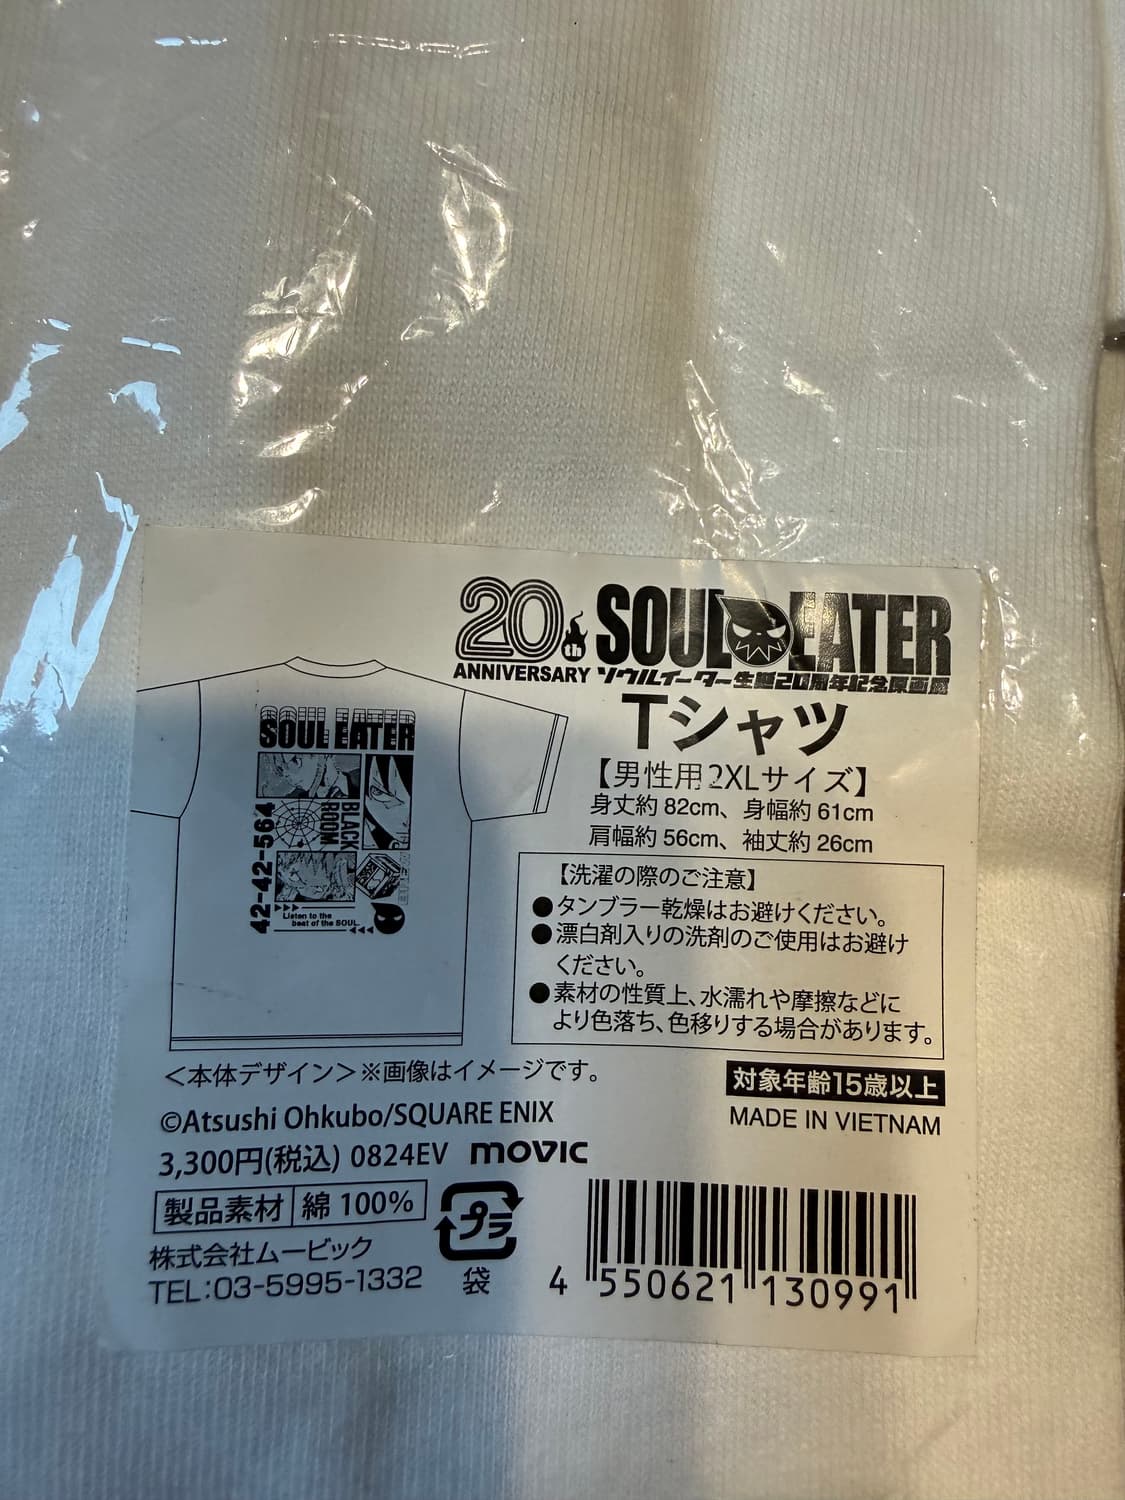 20th
ANNIVERSARY
SOUL EATER
ソウルイーター生誕20周年記念原画展
Tシャツ
【男性用2XLサイズ】
身丈約 82cm、身幅約 61cm
肩幅約 56cm、袖丈約 26cm
【洗濯の際のご注意】
●タンブラー乾燥はお避けください。
●漂白剤入りの洗剤のご使用はお避け
ください。
●素材の性質上、水濡れや摩擦などに
より色落ち、色移りする場合があります。
SOUL EATER
BLACK
ROOM
42-42-564
Listen to the
beat of the SOUL.
＜本体デザイン＞※画像はイメージです。
対象年齢15歳以上
©Atsushi Ohkubo/SQUARE ENIX
MADE IN VIETNAM
3,300円(税込) 0824EV movic
製品素材 綿 100%
プラ
袋
株式会社ムービック
TEL:03-5995-1332
4 550621 130991